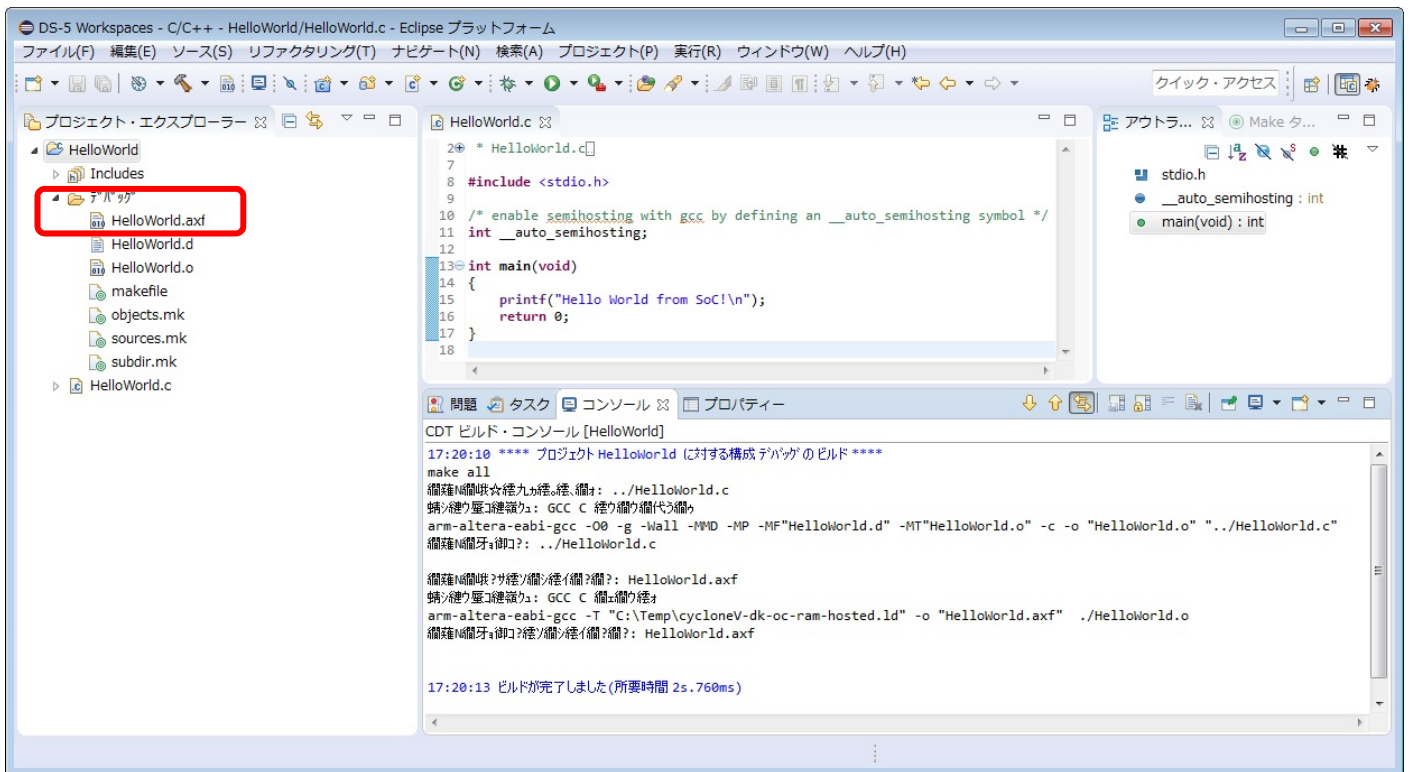 DS-5 Workspaces - C/C++ - HelloWorld/HelloWorld.c - Eclipse プラットフォーム
ファイル(F) 編集(E) ソース(S) リファクタリング(T) ナビゲート(N) 検索(A) プロジェクト(P) 実行(R) ウィンドウ(W) ヘルプ(H)
クイック・アクセス
プロジェクト・エクスプローラー
HelloWorld
Includes
ﾃﾞﾊﾞｯｸﾞ
HelloWorld.axf
HelloWorld.d
HelloWorld.o
makefile
objects.mk
sources.mk
subdir.mk
HelloWorld.c
HelloWorld.c
2 * HelloWorld.c
7
8 #include <stdio.h>
9
10 /* enable semihosting with gcc by defining an __auto_semihosting symbol */
11 int __auto_semihosting;
12
13 int main(void)
14 {
15 printf("Hello World from SoC!\n");
16 return 0;
17 }
18
アウトラ... Make タ...
stdio.h
__auto_semihosting : int
main(void) : int
問題 タスク コンソール プロパティー
CDT ビルド・コンソール [HelloWorld]
17:20:10 **** プロジェクト HelloWorld に対する構成 ﾃﾞﾊﾞｯｸﾞ の ビルド ****
make all
: ../HelloWorld.c
: GCC C
arm-altera-eabi-gcc -O0 -g -Wall -MMD -MP -MF"HelloWorld.d" -MT"HelloWorld.o" -c -o "HelloWorld.o" "../HelloWorld.c"
: ../HelloWorld.c
: HelloWorld.axf
: GCC C
arm-altera-eabi-gcc -T "C:\Temp\cycloneV-dk-oc-ram-hosted.ld" -o "HelloWorld.axf" ./HelloWorld.o
: HelloWorld.axf
17:20:13 ビルドが完了しました(所要時間 2s.760ms)